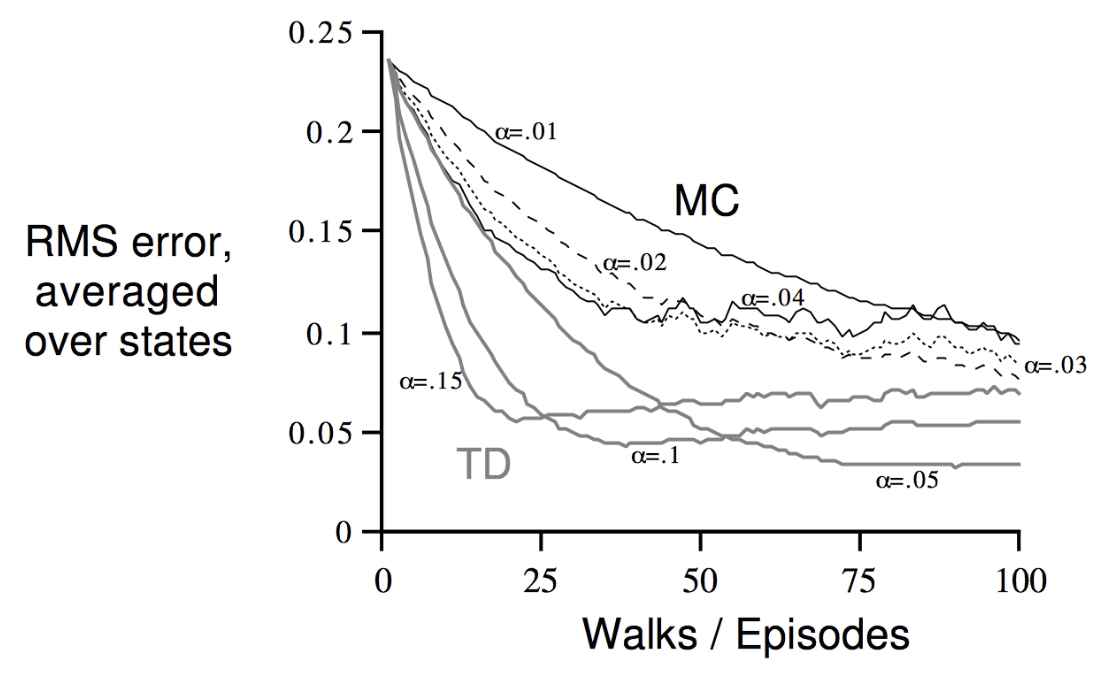 0.25
0.2
0.15
0.1
0.05
0
RMS error,
averaged
over states
α=.01
MC
α=.02
α=.04
α=.03
α=.15
TD
α=.1
α=.05
0
25
50
75
100
Walks / Episodes